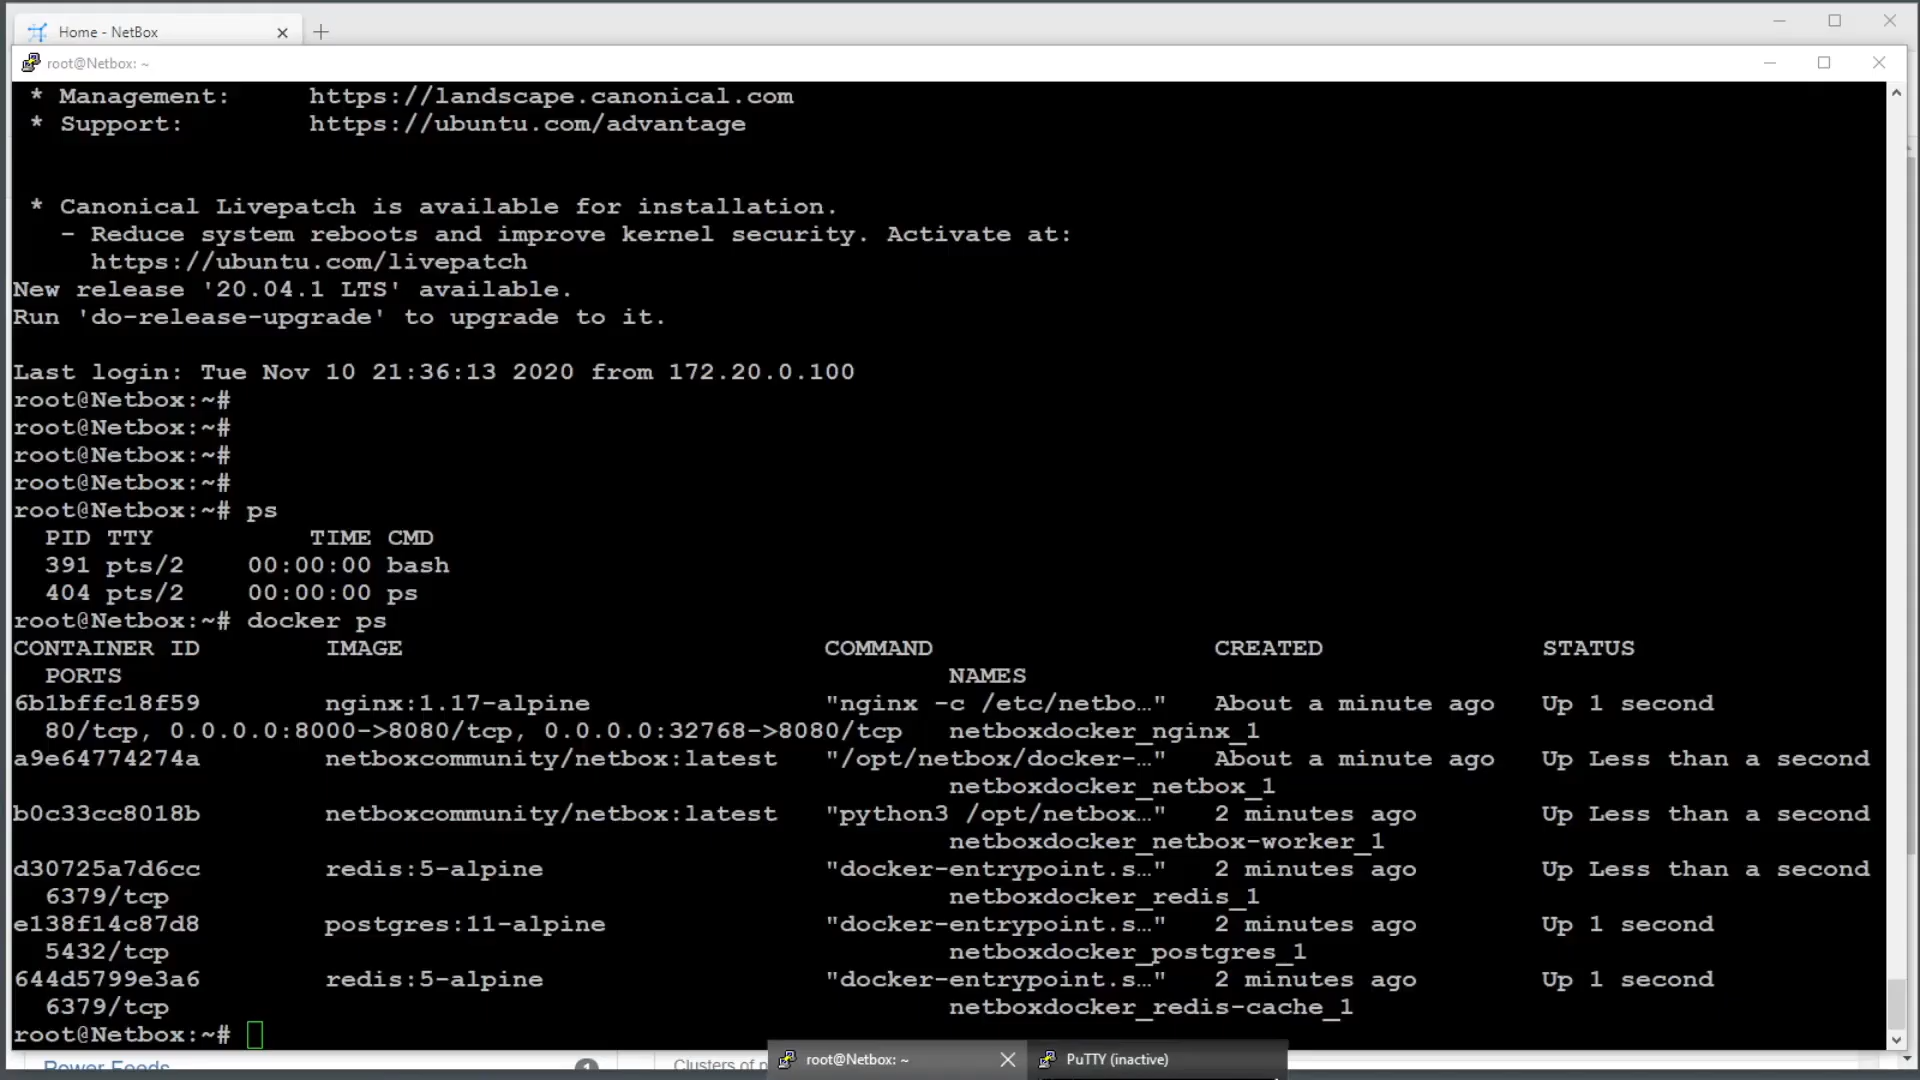 Home - NetBox
root@Netbox: ~
* Management: https://landscape.canonical.com
* Support: https://ubuntu.com/advantage
* Canonical Livepatch is available for installation.
- Reduce system reboots and improve kernel security. Activate at:
https://ubuntu.com/livepatch
New release '20.04.1 LTS' available.
Run 'do-release-upgrade' to upgrade to it.
Last login: Tue Nov 10 21:36:13 2020 from 172.20.0.100
root@Netbox:~#
root@Netbox:~#
root@Netbox:~#
root@Netbox:~#
root@Netbox:~# ps
PID TTY TIME CMD
391 pts/2 00:00:00 bash
404 pts/2 00:00:00 ps
root@Netbox:~# docker ps
CONTAINER ID IMAGE COMMAND CREATED STATUS
PORTS NAMES
6b1bffc18f59 nginx:1.17-alpine "nginx -c /etc/netbo…" About a minute ago Up 1 second
80/tcp, 0.0.0.0:8000->8080/tcp, 0.0.0.0:32768->8080/tcp netboxdocker_nginx_1
a9e64774274a netboxcommunity/netbox:latest "/opt/netbox/docker-…" About a minute ago Up Less than a second
netboxdocker_netbox_1
b0c33cc8018b netboxcommunity/netbox:latest "python3 /opt/netbox…" 2 minutes ago Up Less than a second
netboxdocker_netbox-worker_1
d30725a7d6cc redis:5-alpine "docker-entrypoint.s…" 2 minutes ago Up Less than a second
6379/tcp netboxdocker_redis_1
e138f14c87d8 postgres:11-alpine "docker-entrypoint.s…" 2 minutes ago Up 1 second
5432/tcp netboxdocker_postgres_1
644d5799e3a6 redis:5-alpine "docker-entrypoint.s…" 2 minutes ago Up 1 second
6379/tcp netboxdocker_redis-cache_1
root@Netbox:~#
Power Feeds 1 Clusters of
root@Netbox: ~ PuTTY (inactive)